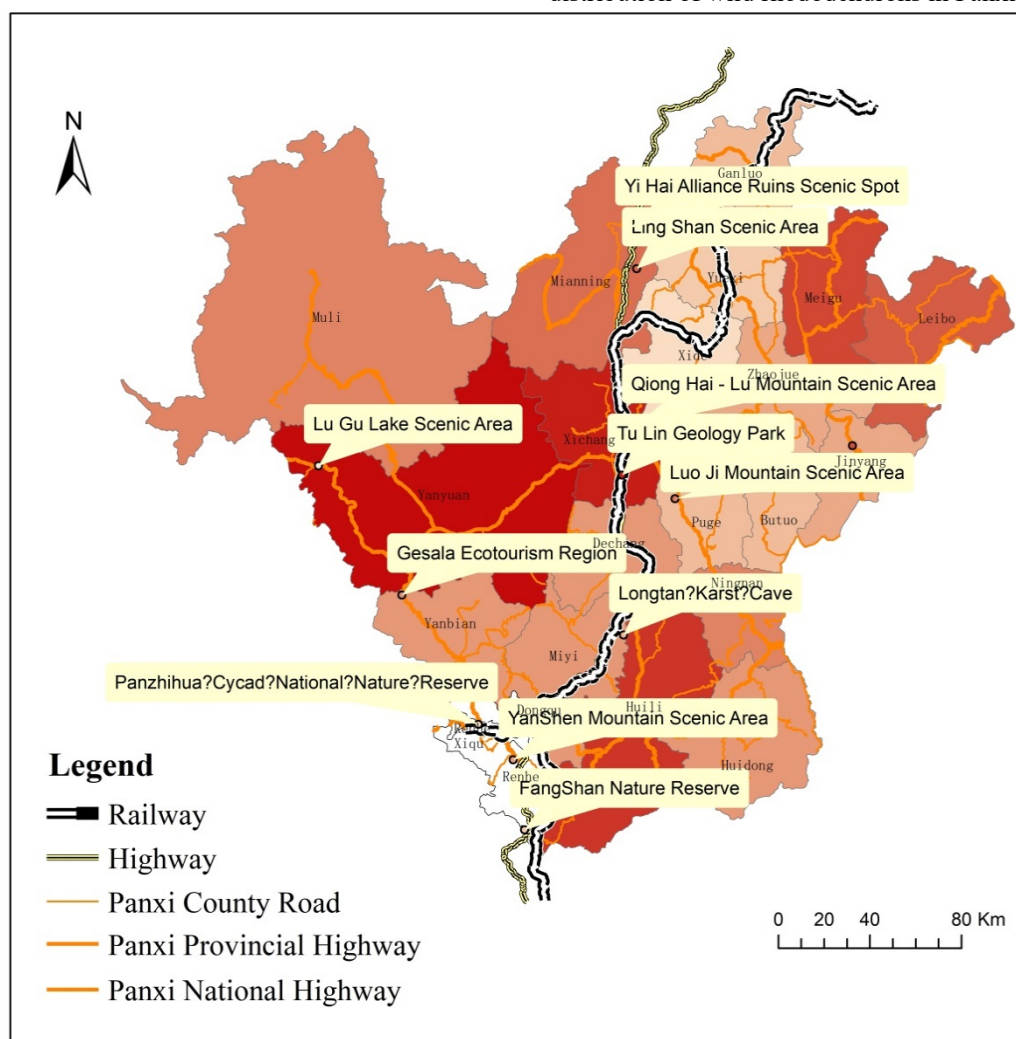 N
Ganluo
Yi Hai Alliance Ruins Scenic Spot
Ling Shan Scenic Area
Mianning
Yuexi
Meigu
Leibo
Muli
Xide
Zhaojue
Qiong Hai - Lu Mountain Scenic Area
Lu Gu Lake Scenic Area
Xichang
Tu Lin Geology Park
Jinyang
Luo Ji Mountain Scenic Area
Yanyuan
Puge
Butuo
Dechang
Gesala Ecotourism Region
Ningnan
Longtan?Karst?Cave
Yanbian
Miyi
Panzhihua?Cycad?National?Nature?Reserve
Dongqu
Huili
YanShen Mountain Scenic Area
Xiqu
Renhe
Huidong
FangShan Nature Reserve
Legend
Railway
Highway
Panxi County Road
Panxi Provincial Highway
Panxi National Highway
0 20 40 80 Km